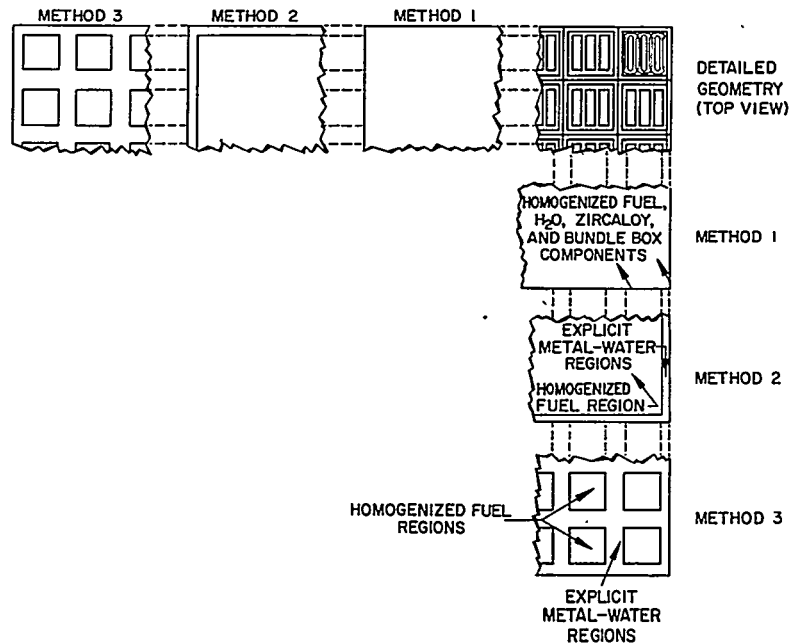 METHOD 3
METHOD 2
METHOD 1
DETAILED
GEOMETRY
(TOP VIEW)
HOMOGENIZED FUEL,
H₂O, ZIRCALOY,
AND BUNDLE BOX
COMPONENTS
METHOD 1
EXPLICIT
METAL-WATER
REGIONS
HOMOGENIZED
FUEL REGION
METHOD 2
HOMOGENIZED FUEL
REGIONS
METHOD 3
EXPLICIT
METAL-WATER
REGIONS